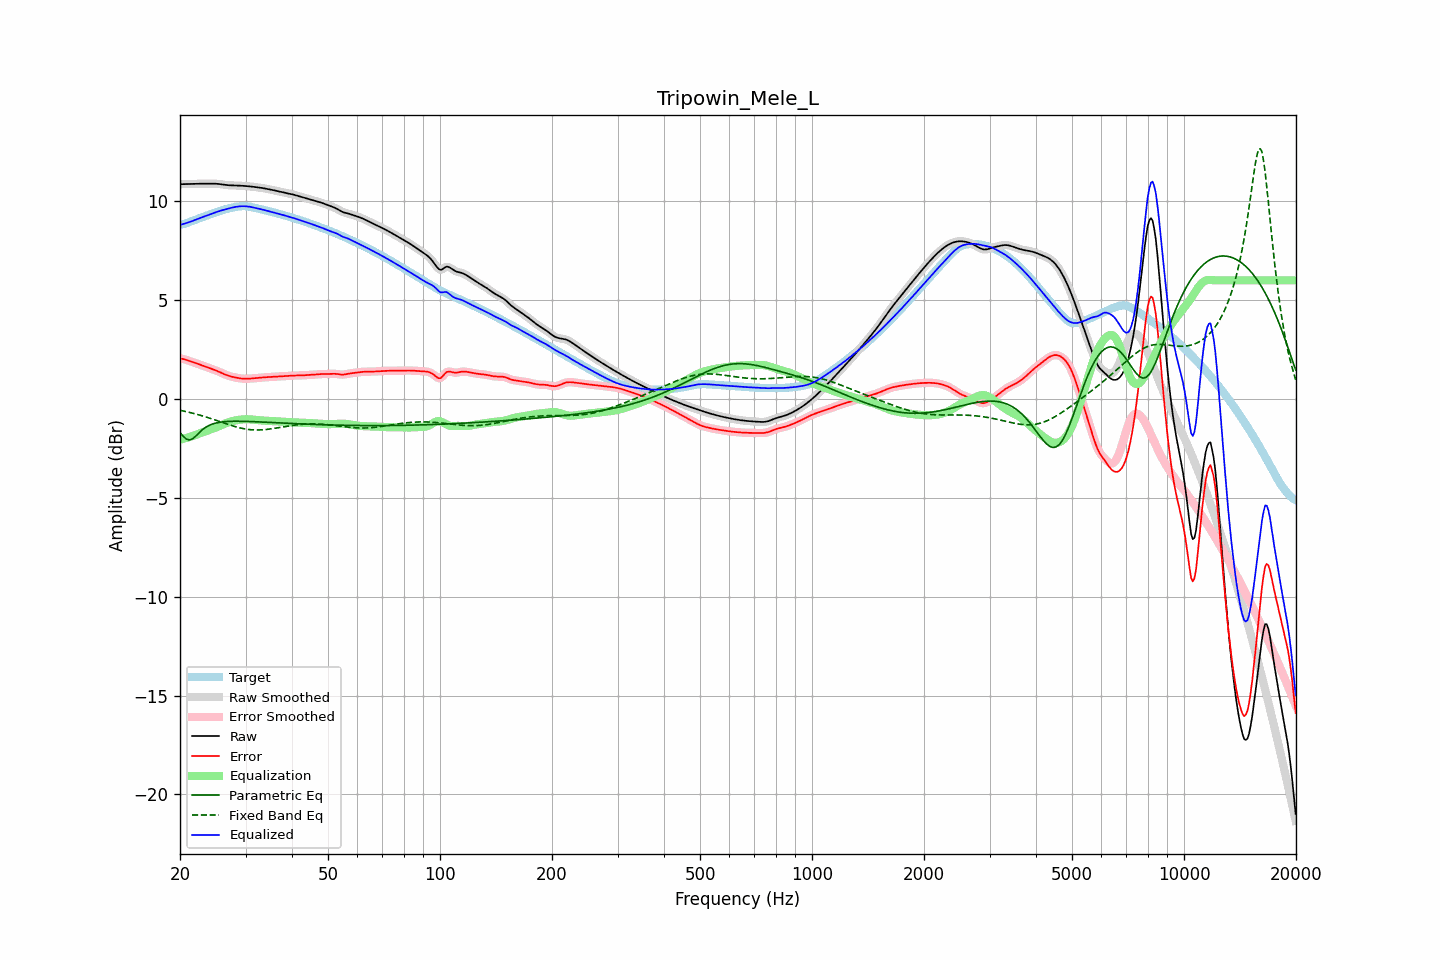 Tripowin_Mele_L
Amplitude (dBr)
10
5
0
−5
−10
−15
−20
Target
Raw Smoothed
Error Smoothed
Raw
Error
Equalization
Parametric Eq
Fixed Band Eq
Equalized
20 50 100 200 500 1000 2000 5000 10000 20000
Frequency (Hz)